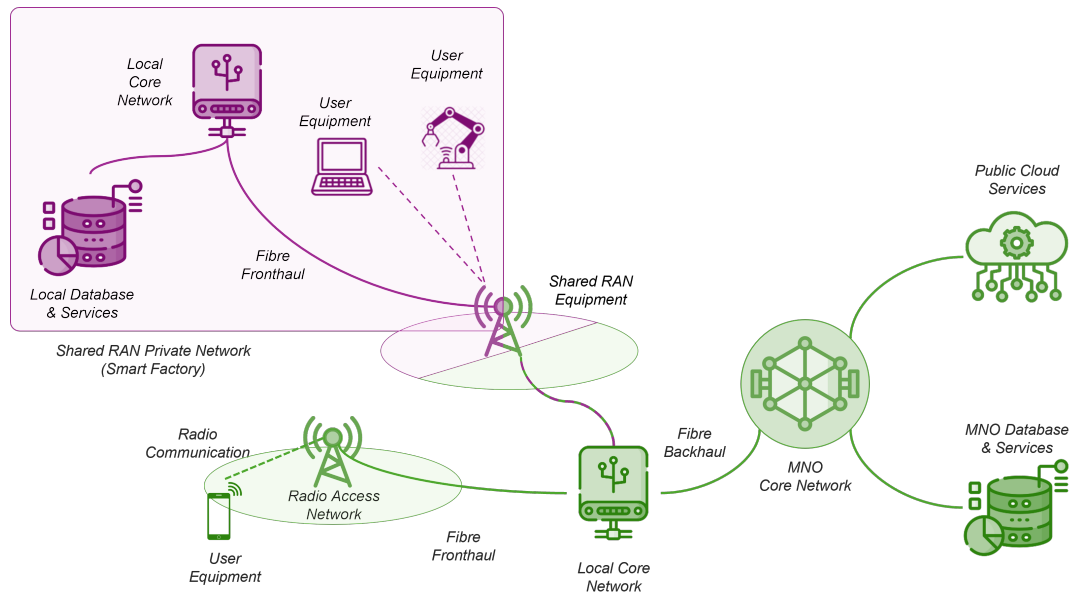 Local
Core
Network
User
Equipment
User
Equipment
Local Database
& Services
Fibre
Fronthaul
Shared RAN Private Network
(Smart Factory)
Shared RAN
Equipment
Public Cloud
Services
Radio
Communication
Radio Access
Network
User
Equipment
Fibre
Fronthaul
Local Core
Network
Fibre
Backhaul
MNO
Core Network
MNO Database
& Services